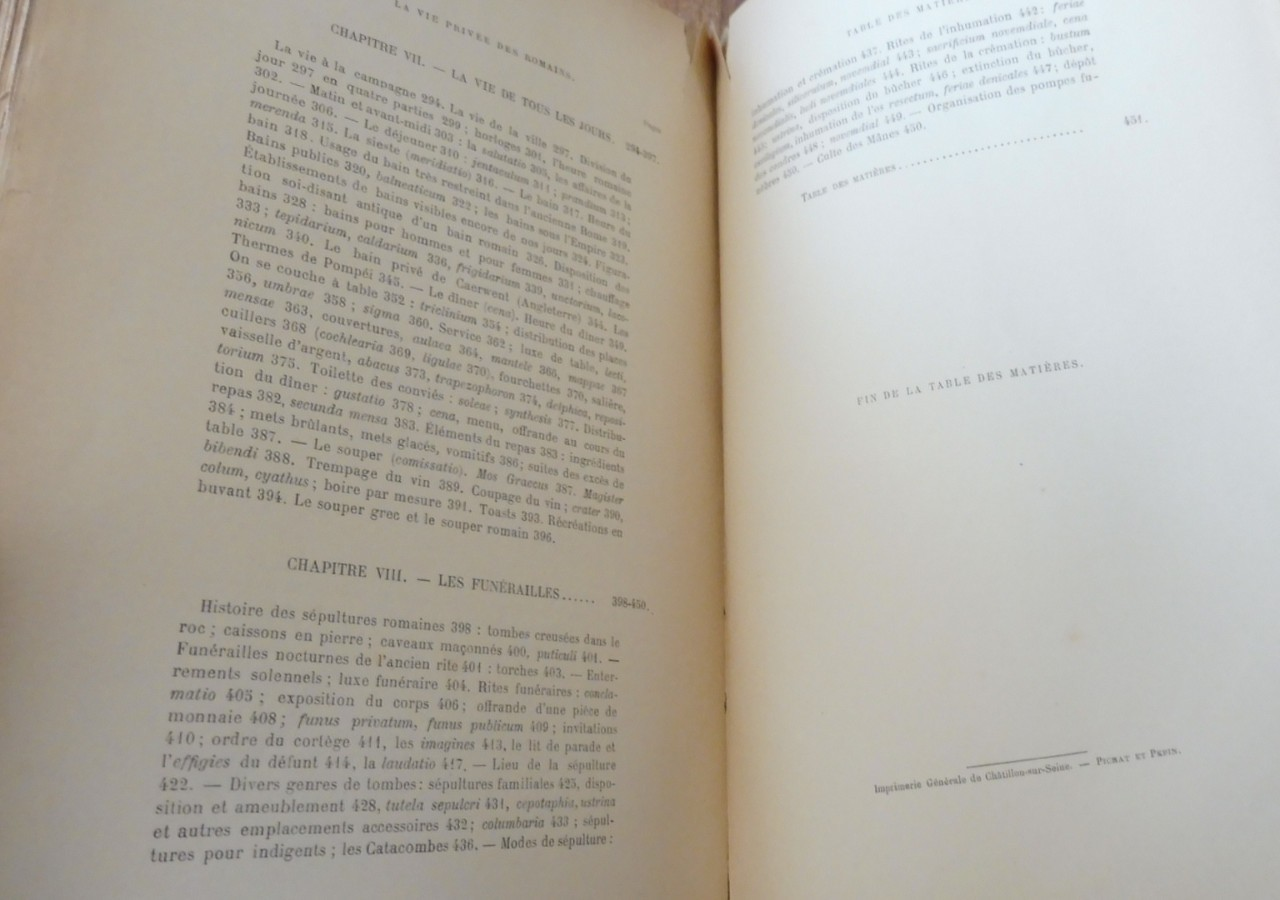 LA VIE PRIVÉE DES ROMAINS.
CHAPITRE VII. — LA VIE DE TOUS LES JOURS. 294-397.
La vie à la campagne 294. La vie de la ville 297. Division du
jour 297 en quatre parties 299 ; horloges 301, l'heure romaine
302. — Matin et avant-midi 303 : la salutatio 303, les affaires de la
journée 306. — Le déjeuner 310 : jentaculum 311 ; prandium 313 ;
merenda 315. La sieste (meridiatio) 316. — Le bain 317. Heure du
bain 318. Usage du bain très restreint dans l'ancienne Rome 319.
Bains publics 320, balneaticum 322 ; les bains sous l'Empire 323.
Établissements de bains visibles encore de nos jours 324. Figura-
tion soi-disant antique d'un bain romain 326. Disposition des
bains 328 : bains pour hommes et pour femmes 331 ; chauffage
333 ; tepidarium, caldarium 336, frigidarium 339, unctorium, laco-
nicum 340. Le bain privé de Caerwent (Angleterre) 344. Les
Thermes de Pompéi 345. — Le dîner (cena). Heure du dîner 349.
On se couche à table 352 : triclinium 354 ; distribution des places
356, umbrae 358 ; sigma 360. Service 362 ; luxe de table, lecti,
mensae 363, couvertures, aulaea 364, mantele 366, mappae 367
cuillers 368 (cochlearia 369, ligulae 370), fourchettes 370, salière,
vaisselle d'argent, abacus 373, trapezophoron 374, delphica, reposi-
torium 375. Toilette des conviés : soleae ; synthesis 377. Distribu-
tion du dîner : gustatio 378 ; cena, menu, offrande au cours du
repas 382, secunda mensa 383. Éléments du repas 383 : ingrédients
384 ; mets brûlants, mets glacés, vomitifs 386; suites des excès de
table 387. — Le souper (comissatio). Mos Graecus 387. Magister
bibendi 388. Trempage du vin 389. Coupage du vin ; crater 390,
colum, cyathus ; boire par mesure 391. Toasts 393. Récréations en
buvant 394. Le souper grec et le souper romain 396.
CHAPITRE VIII. — LES FUNÉRAILLES...... 398-450.
Histoire des sépultures romaines 398 : tombes creusées dans le
roc ; caissons en pierre ; caveaux maçonnés 400, puticuli 401. —
Funérailles nocturnes de l'ancien rite 401 : torches 403. — Enter-
rements solennels ; luxe funéraire 404. Rites funéraires : concla-
matio 405 ; exposition du corps 406; offrande d'une pièce de
monnaie 408 ; funus privatum, funus publicum 409 ; invitations
410 ; ordre du cortège 411, les imagines 413, le lit de parade et
l'effigies du défunt 414, la laudatio 417. — Lieu de la sépulture
422. — Divers genres de tombes : sépultures familiales 425, dispo-
sition et ameublement 428, tutela sepulcri 431, cepotaphia, ustrina
et autres emplacements accessoires 432 ; columbaria 433 ; sépul-
tures pour indigents ; les Catacombes 436. — Modes de sépulture :
TABLE DES MATIÈ
inhumation et crémation 437. Rites de l'inhumation 442 ; feriae
denicales, silicernium, novendial 443 ; sacrificium novemdiale, cena
novendialis, ludi novemdiales 444. Rites de la crémation : bustum
445, ustrina, disposition du bûcher 446 ; extinction du bûcher,
ossilegium, inhumation de l'os resectum, feriae denicales 447 ; dépôt
des cendres 448 ; novemdial 449. — Organisation des pompes fu-
nèbres 450. — Culte des Mânes 450.
TABLE DES MATIÈRES............................ 451.
FIN DE LA TABLE DES MATIÈRES.
Imprimerie Générale de Châtillon-sur-Seine. — PICHAT ET PEPIN.